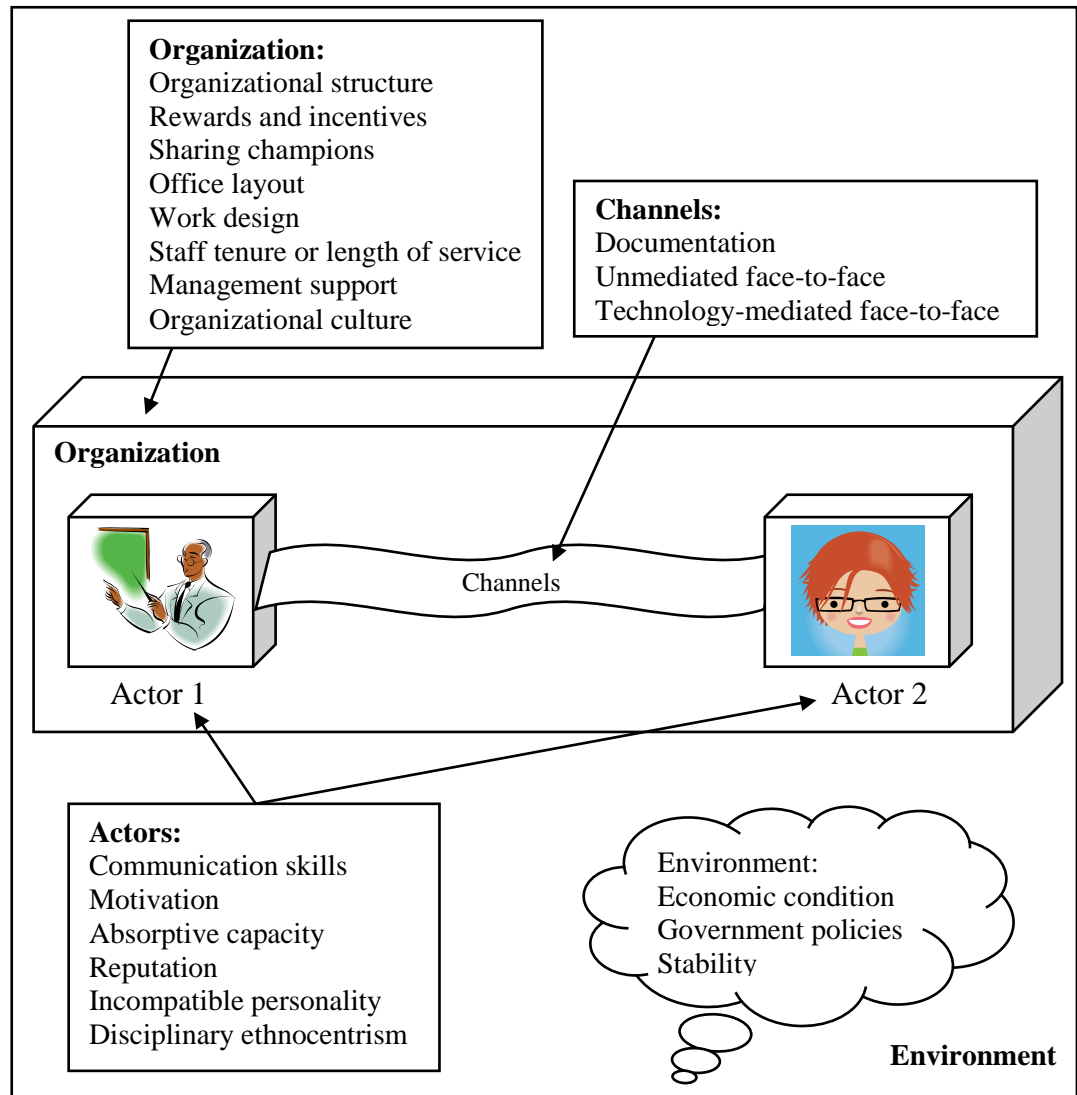 Organization:
Organizational structure
Rewards and incentives
Sharing champions
Office layout
Work design
Staff tenure or length of service
Management support
Organizational culture
Channels:
Documentation
Unmediated face-to-face
Technology-mediated face-to-face
Organization
Channels
Actor 1
Actor 2
Actors:
Communication skills
Motivation
Absorptive capacity
Reputation
Incompatible personality
Disciplinary ethnocentrism
Environment:
Economic condition
Government policies
Stability
Environment